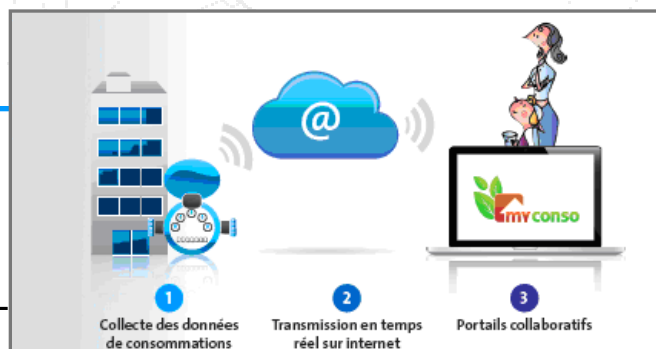 @
my conso
1
Collecte des données
de consommations
2
Transmission en temps
réel sur internet
3
Portails collaboratifs